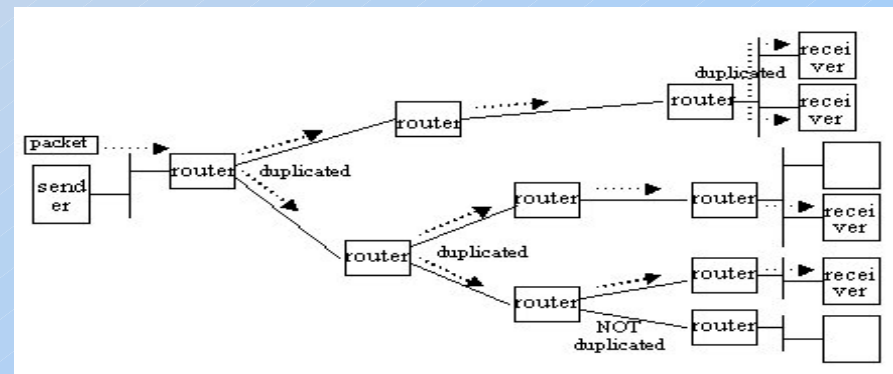 packet
send
er
router
duplicated
router
router
duplicated
recei
ver
recei
ver
router
duplicated
router
router
recei
ver
router
NOT
duplicated
router
recei
ver
router